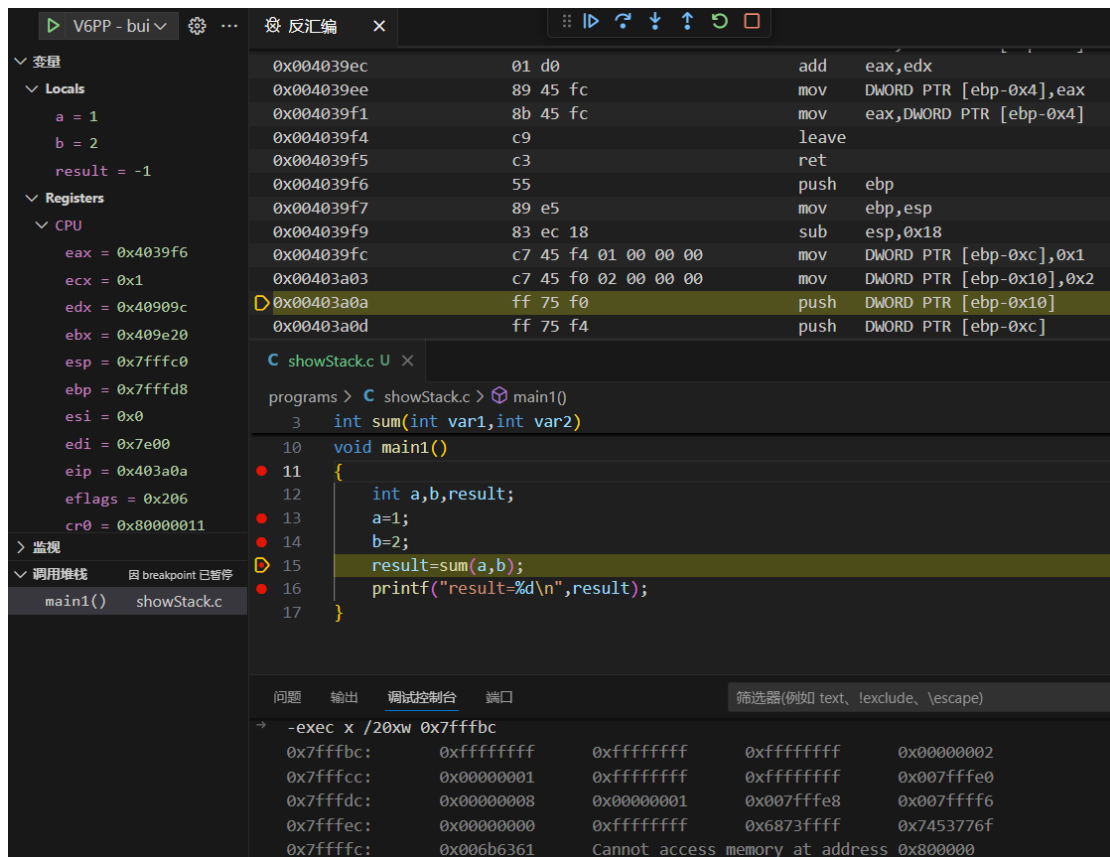 V6PP - bui
反汇编
变量
Locals
a = 1
b = 2
result = -1
Registers
CPU
eax = 0x4039f6
ecx = 0x1
edx = 0x40909c
ebx = 0x409e20
esp = 0x7fffc0
ebp = 0x7fffd8
esi = 0x0
edi = 0x7e00
eip = 0x403a0a
eflags = 0x206
cr0 = 0x80000011
监视
调用堆栈 因 breakpoint 已暂停
main1() showStack.c
0x004039ec 01 d0 add eax,edx
0x004039ee 89 45 fc mov DWORD PTR [ebp-0x4],eax
0x004039f1 8b 45 fc mov eax,DWORD PTR [ebp-0x4]
0x004039f4 c9 leave
0x004039f5 c3 ret
0x004039f6 55 push ebp
0x004039f7 89 e5 mov ebp,esp
0x004039f9 83 ec 18 sub esp,0x18
0x004039fc c7 45 f4 01 00 00 00 mov DWORD PTR [ebp-0xc],0x1
0x00403a03 c7 45 f0 02 00 00 00 mov DWORD PTR [ebp-0x10],0x2
0x00403a0a ff 75 f0 push DWORD PTR [ebp-0x10]
0x00403a0d ff 75 f4 push DWORD PTR [ebp-0xc]
C showStack.c U
programs > C showStack.c > main1()
3 int sum(int var1,int var2)
10 void main1()
11 {
12 int a,b,result;
13 a=1;
14 b=2;
15 result=sum(a,b);
16 printf("result=%d\n",result);
17 }
问题 输出 调试控制台 端口 筛选器(例如 text、!exclude、\escape)
-exec x /20xw 0x7fffbc
0x7fffbc: 0xffffffff 0xffffffff 0xffffffff 0x00000002
0x7fffcc: 0x00000001 0xffffffff 0xffffffff 0x007fffe0
0x7fffdc: 0x00000008 0x00000001 0x007fffe8 0x007ffff6
0x7fffec: 0x00000000 0xffffffff 0x6873ffff 0x7453776f
0x7ffffc: 0x006b6361 Cannot access memory at address 0x800000